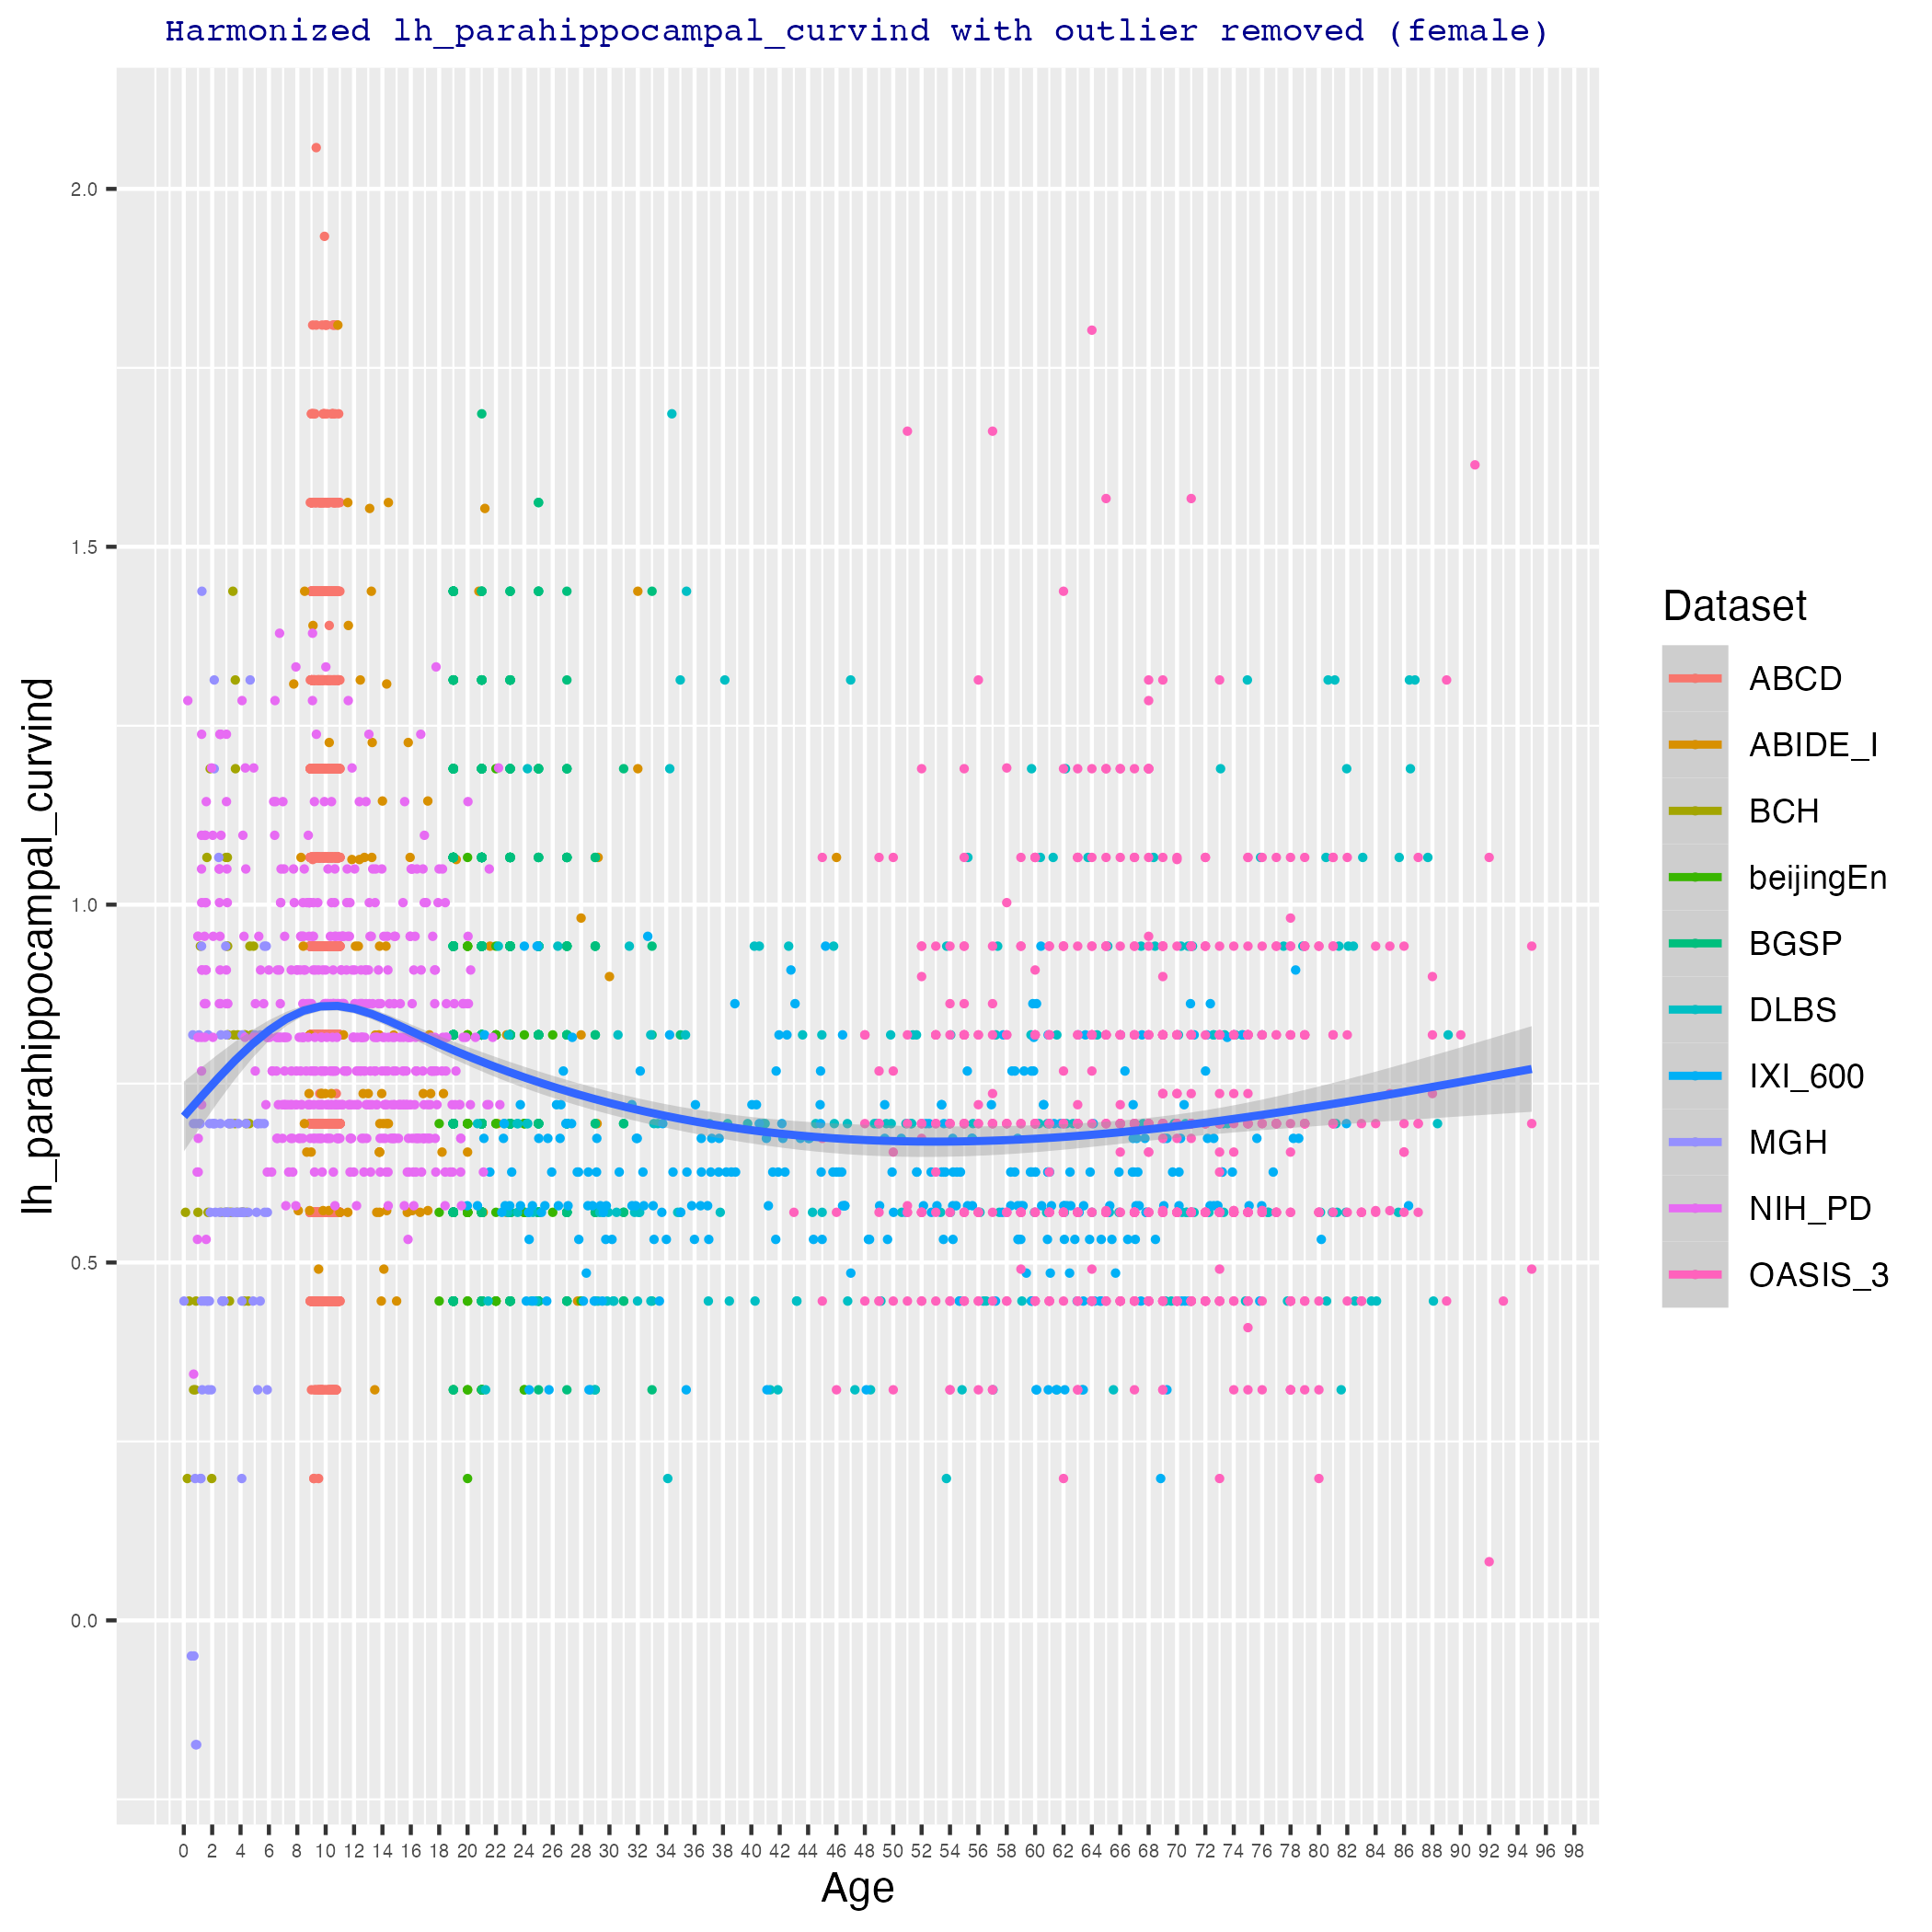 Harmonized lh_parahippocampal_curvind with outlier removed (female)
lh_parahippocampal_curvind
2.0
1.5
1.0
0.5
0.0
0 2 4 6 8 10 12 14 16 18 20 22 24 26 28 30 32 34 36 38 40 42 44 46 48 50 52 54 56 58 60 62 64 66 68 70 72 74 76 78 80 82 84 86 88 90 92 94 96 98
Age
Dataset
ABCD
ABIDE_I
BCH
beijingEn
BGSP
DLBS
IXI_600
MGH
NIH_PD
OASIS_3